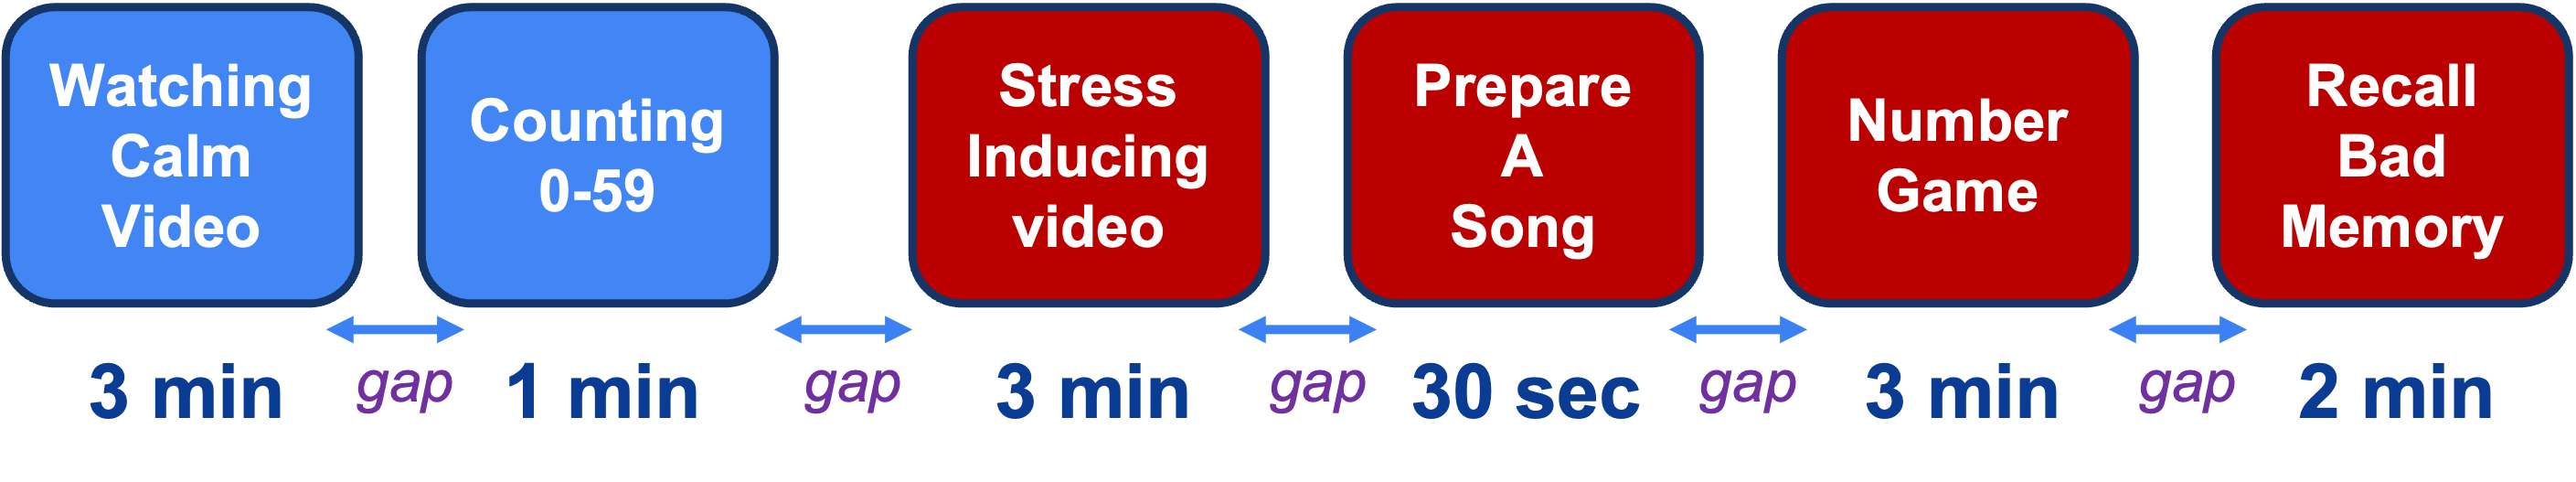 Watching
Calm
Video
Counting
0-59
Stress
Inducing
video
Prepare
A
Song
Number
Game
Recall
Bad
Memory
3 min
gap
1 min
gap
3 min
gap
30 sec
gap
3 min
gap
2 min